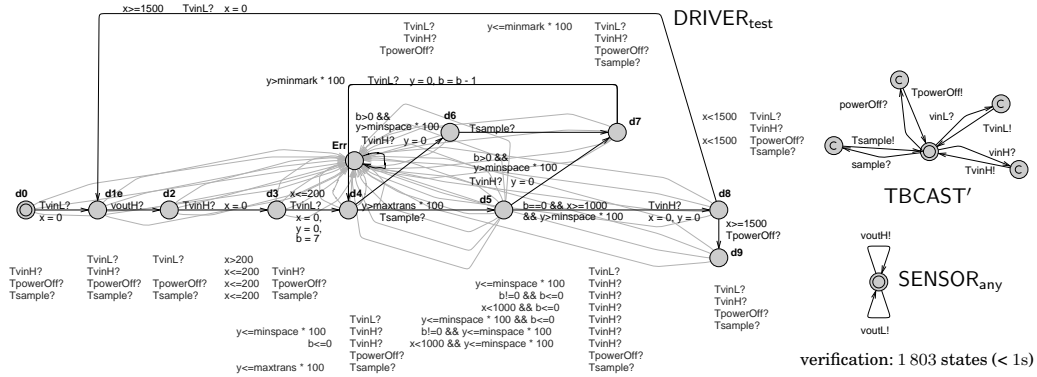 x>=1500 TvinL? x = 0
DRIVERtest
TvinL?
TvinH?
TpowerOff?
y<=minmark * 100 TvinL?
TvinH?
TpowerOff?
Tsample?
y>minmark * 100 TvinL? y = 0, b = b - 1
b>0 &&
y>minspace * 100
TvinH? y = 0
d6
Tsample?
d7
Err
b>0 &&
y>minspace * 100
TvinH? y = 0
x<1500 TvinL?
TvinH?
x<1500 TpowerOff?
Tsample?
d0
TvinL?
x = 0
d1e
voutH?
d2
TvinH? x = 0
d3
x<=200
TvinL?
x = 0,
y = 0,
b = 7
d4
y>maxtrans * 100
Tsample?
d5
b==0 && x>=1000
&& y>minspace * 100
TvinH?
x = 0, y = 0
d8
x>=1500
TpowerOff?
d9
TvinH?
TpowerOff?
Tsample?
TvinL?
TvinH?
TpowerOff?
Tsample?
TvinL?
TpowerOff?
Tsample?
x>200
x<=200
x<=200
x<=200
TvinH?
TpowerOff?
Tsample?
TvinL?
y<=minspace * 100 TvinH?
b<=0 TvinH?
TpowerOff?
y<=maxtrans * 100 Tsample?
TvinL?
y<=minspace * 100 TvinH?
b!=0 && b<=0 TvinH?
x<1000 && b<=0 TvinH?
y<=minspace * 100 && b<=0 TvinH?
b!=0 && y<=minspace * 100 TvinH?
x<1000 && y<=minspace * 100 TvinH?
TpowerOff?
Tsample?
TvinL?
TvinH?
TpowerOff?
Tsample?
C
TpowerOff!
powerOff?
C
vinL?
TvinL!
C
Tsample!
sample?
vinH?
TvinH!
C
TBCAST′
voutH!
SENSORany
voutL!
verification: 1 803 states (< 1s)